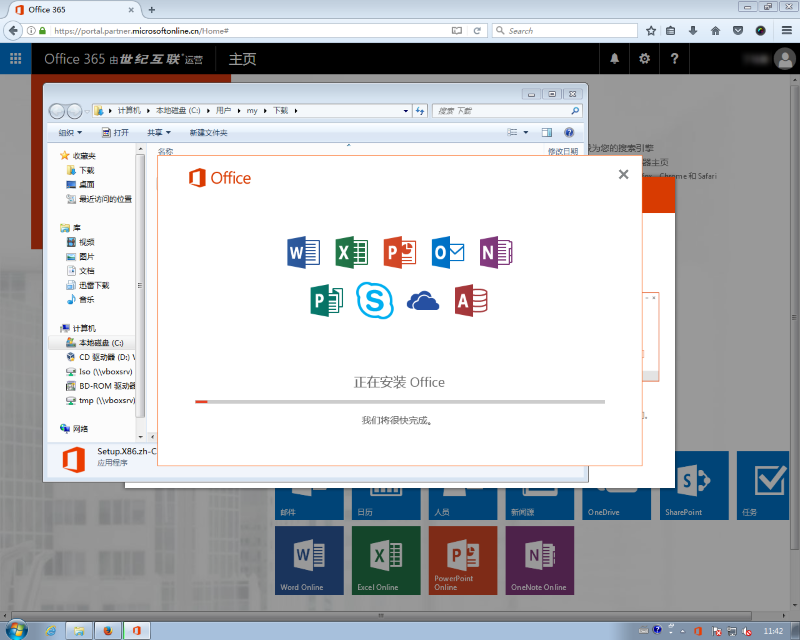 Office 365
https://portal.partner.microsoftonline.cn/Home#
Search
Office 365 由世纪互联运营
主页
计算机 本地磁盘 (C:) 用户 my 下载
搜索 下载
组织 打开 共享 新建文件夹
名称 修改日期
收藏夹
下载
桌面
最近访问的位置
库
视频
图片
文档
迅雷下载
音乐
计算机
本地磁盘 (C:)
CD 驱动器 (D:)
Iso (\\vboxsrv)
BD-ROM 驱动器
tmp (\\vboxsrv)
网络
Setup.X86.zh-C
应用程序
为您的搜索引擎
器主页
Chrome 和 Safari
Office
W X P O N
P S A
正在安装 Office
我们将很快完成。
邮件
日历
人员
新闻源
OneDrive
S
SharePoint
任务
W
Word Online
X
Excel Online
P
PowerPoint
Online
N
OneNote Online
11:42